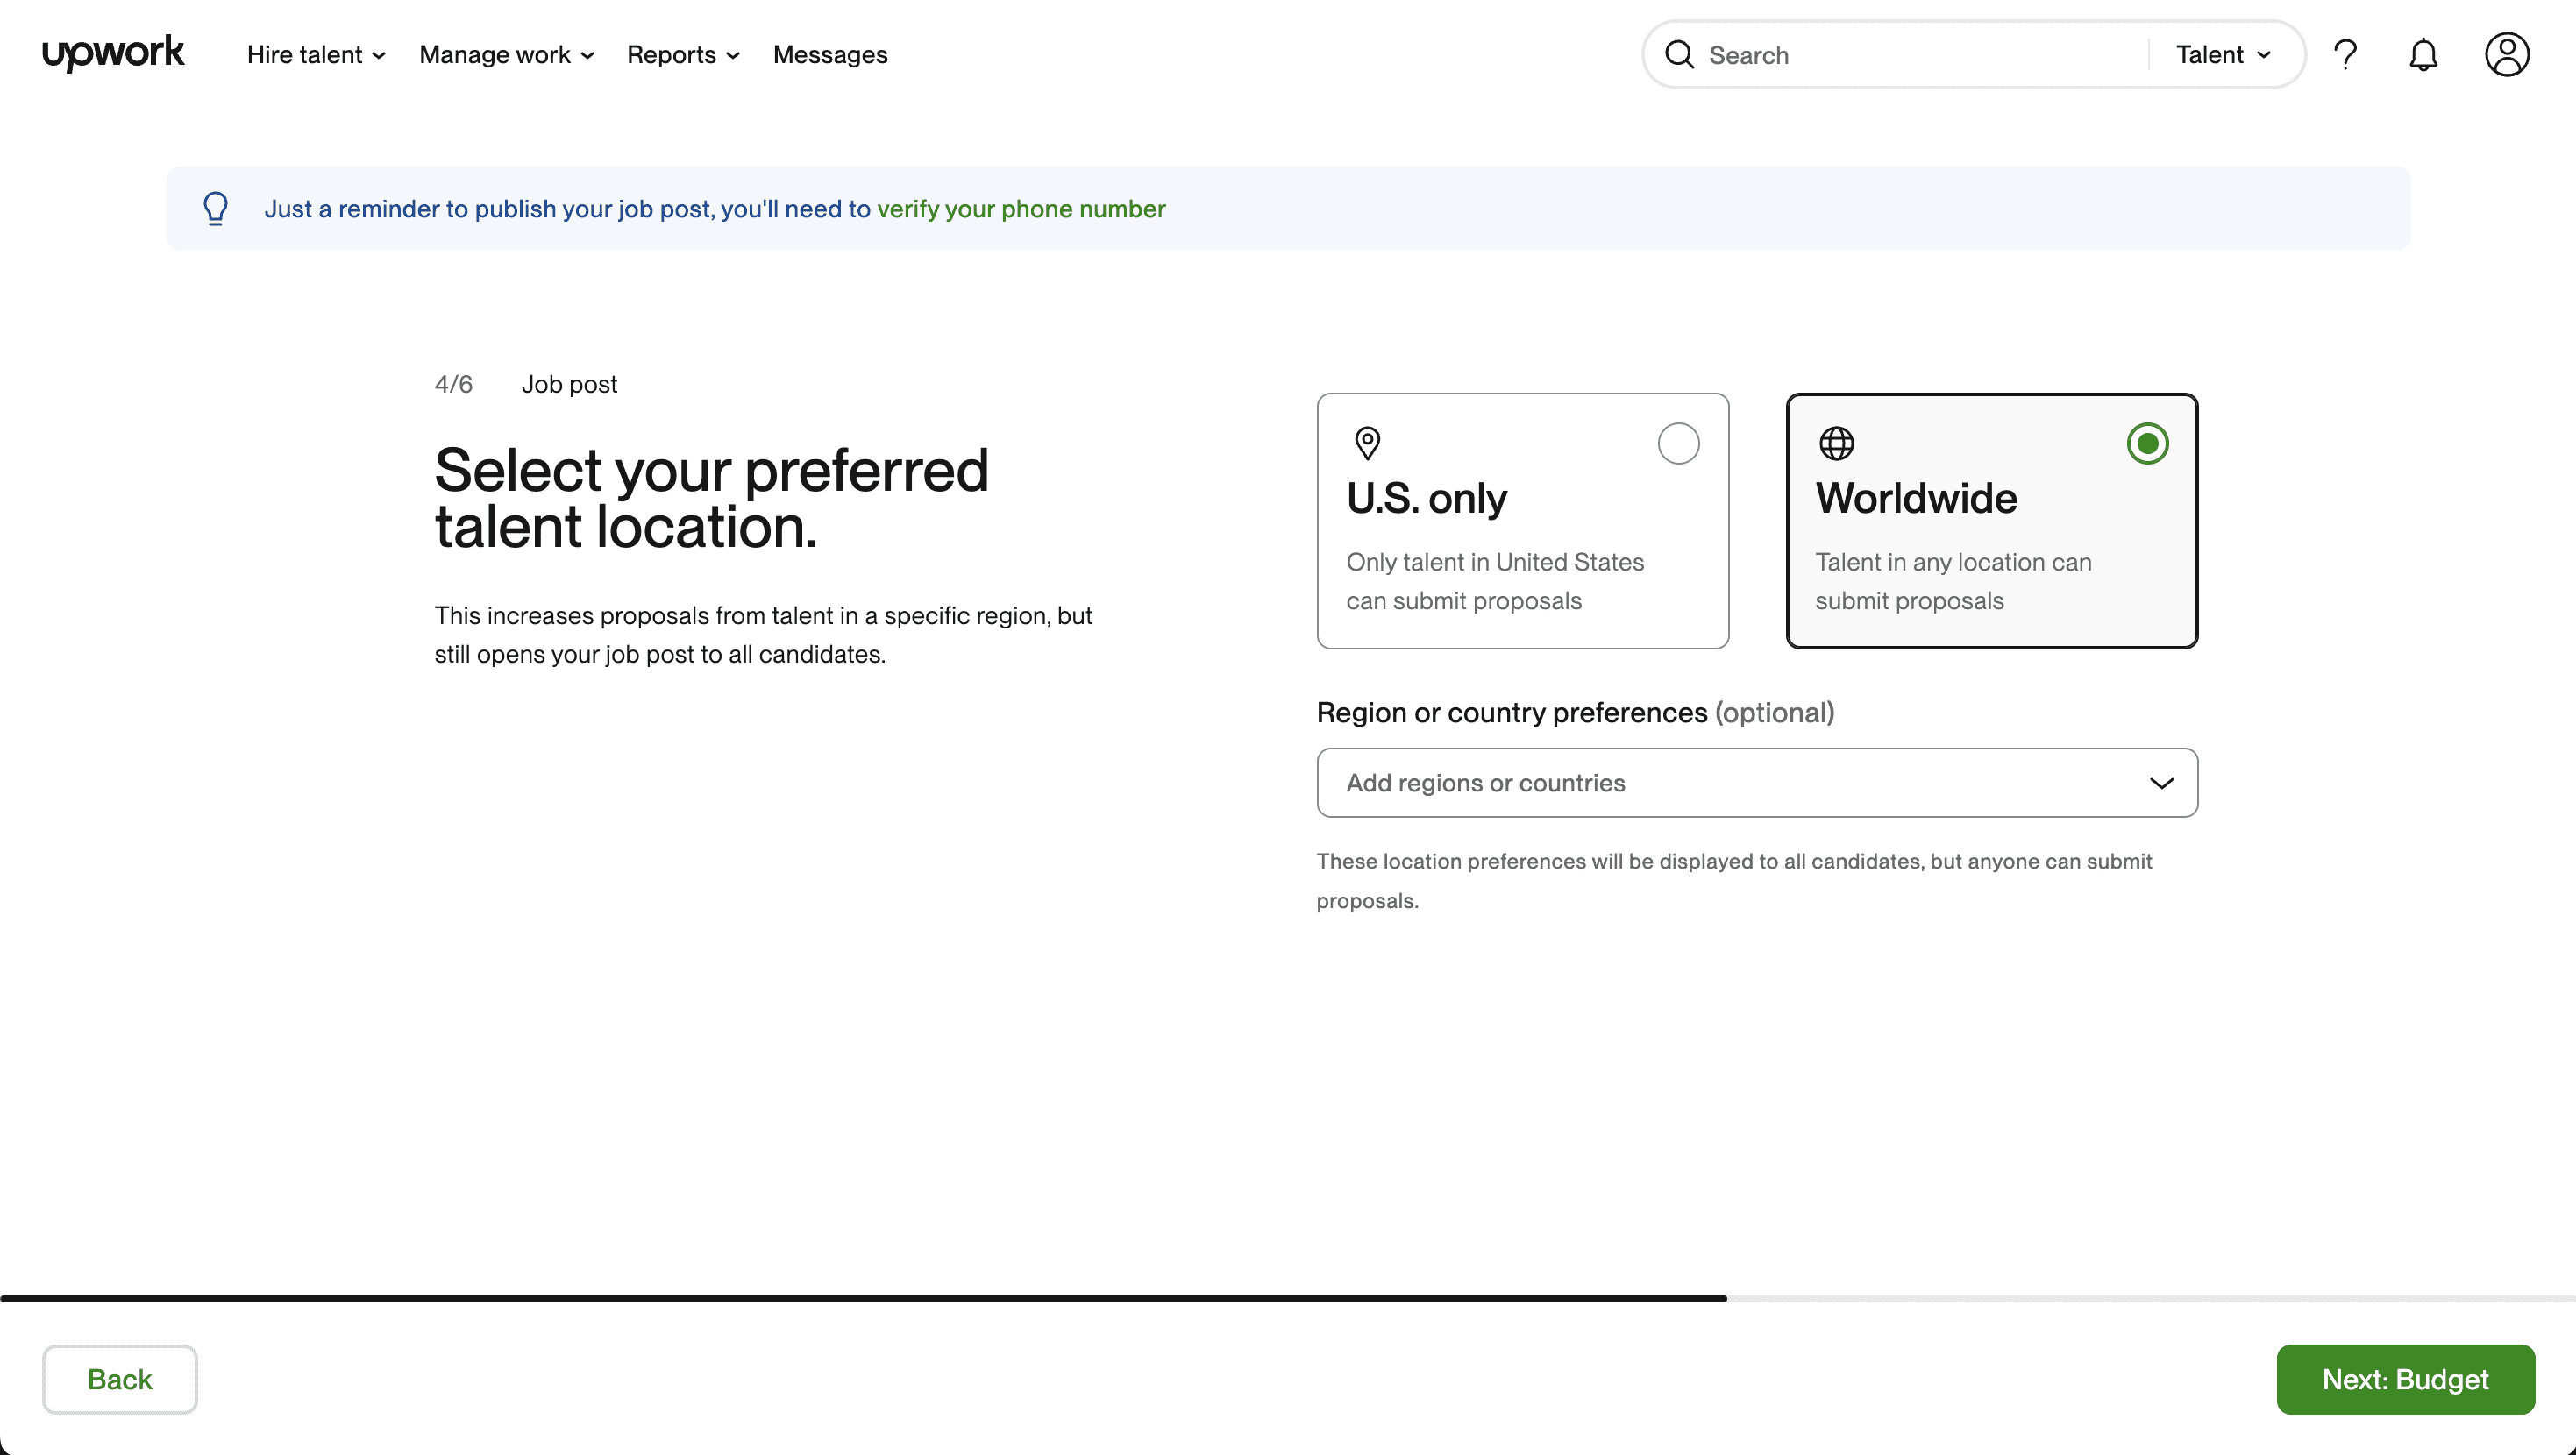 upwork
Hire talent
Manage work
Reports
Messages
Search
Talent
Just a reminder to publish your job post, you'll need to verify your phone number
4/6 Job post
Select your preferred
talent location.
This increases proposals from talent in a specific region, but
still opens your job post to all candidates.
U.S. only
Only talent in United States
can submit proposals
Worldwide
Talent in any location can
submit proposals
Region or country preferences (optional)
Add regions or countries
These location preferences will be displayed to all candidates, but anyone can submit
proposals.
Back
Next: Budget